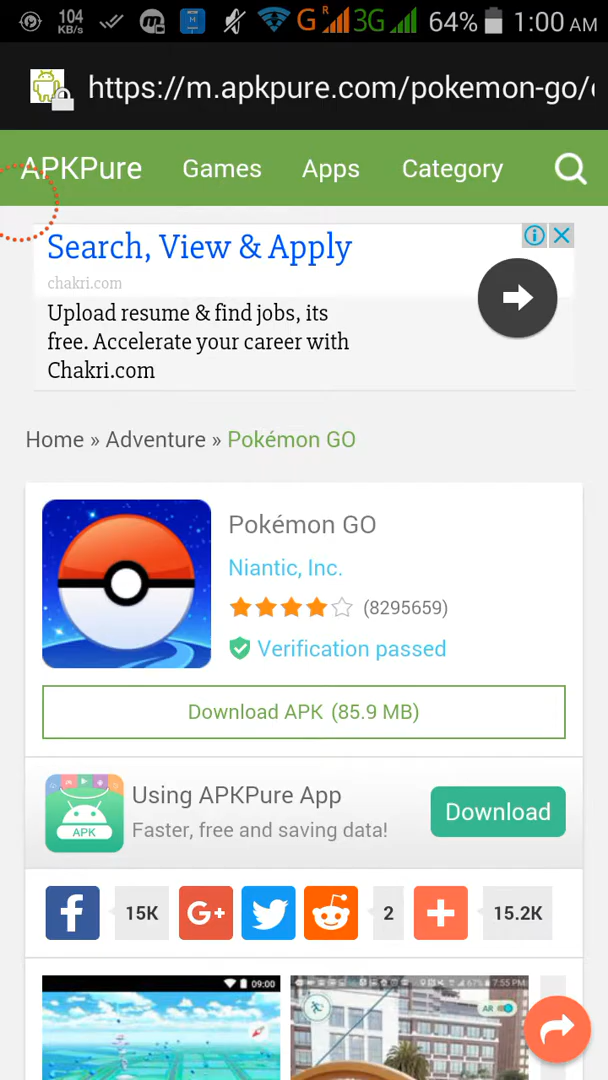 104
KB/s
G R 3G 64% 1:00 AM
https://m.apkpure.com/pokemon-go/
APKPure Games Apps Category
Search, View & Apply
chakri.com
Upload resume & find jobs, its
free. Accelerate your career with
Chakri.com
Home » Adventure » Pokémon GO
Pokémon GO
Niantic, Inc.
(8295659)
Verification passed
Download APK (85.9 MB)
APK
Using APKPure App
Faster, free and saving data!
Download
f 15K G+ 2 15.2K
09:00
67% 7:55 PM
AR